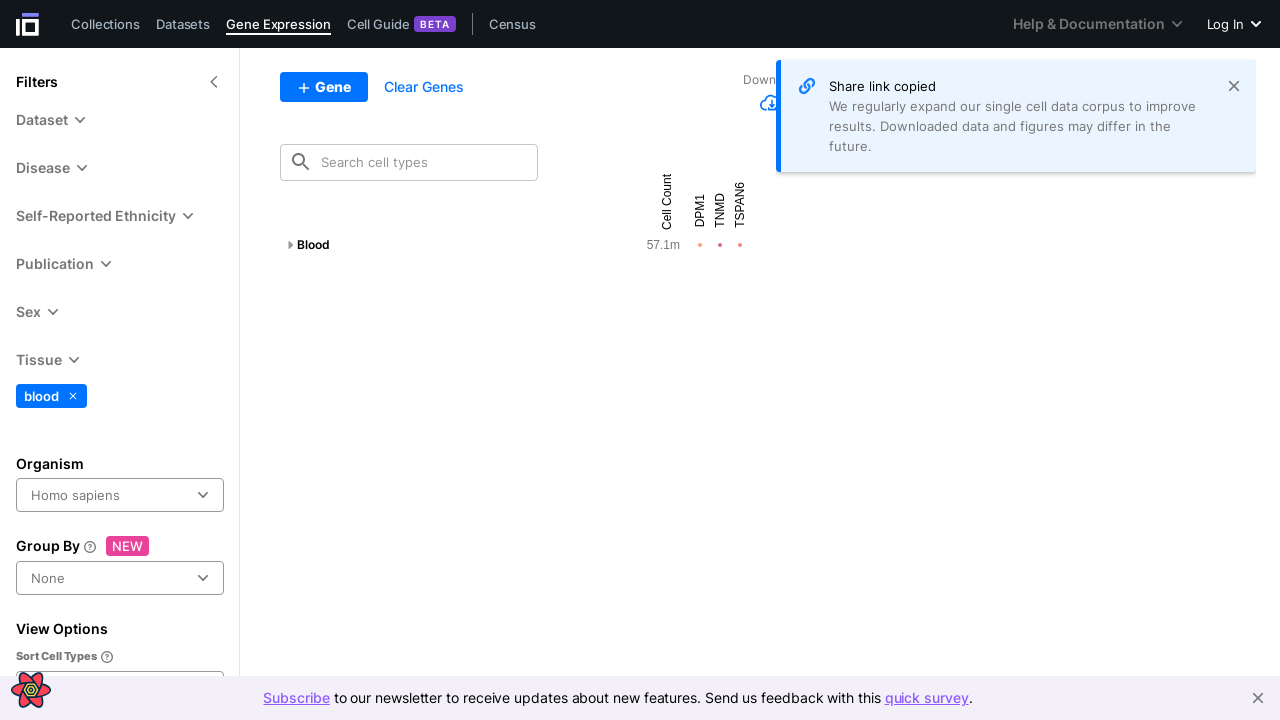 Collections Datasets Gene Expression Cell Guide BETA Census Help & Documentation Log In
Filters
Dataset
Disease
Self-Reported Ethnicity
Publication
Sex
Tissue
blood
Organism
Homo sapiens
Group By NEW
None
View Options
Sort Cell Types
Gene Clear Genes
Down
Search cell types
Cell Count
DPM1
TNMD
TSPAN6
Blood 57.1m
Share link copied
We regularly expand our single cell data corpus to improve
results. Downloaded data and figures may differ in the
future.
Subscribe to our newsletter to receive updates about new features. Send us feedback with this quick survey.